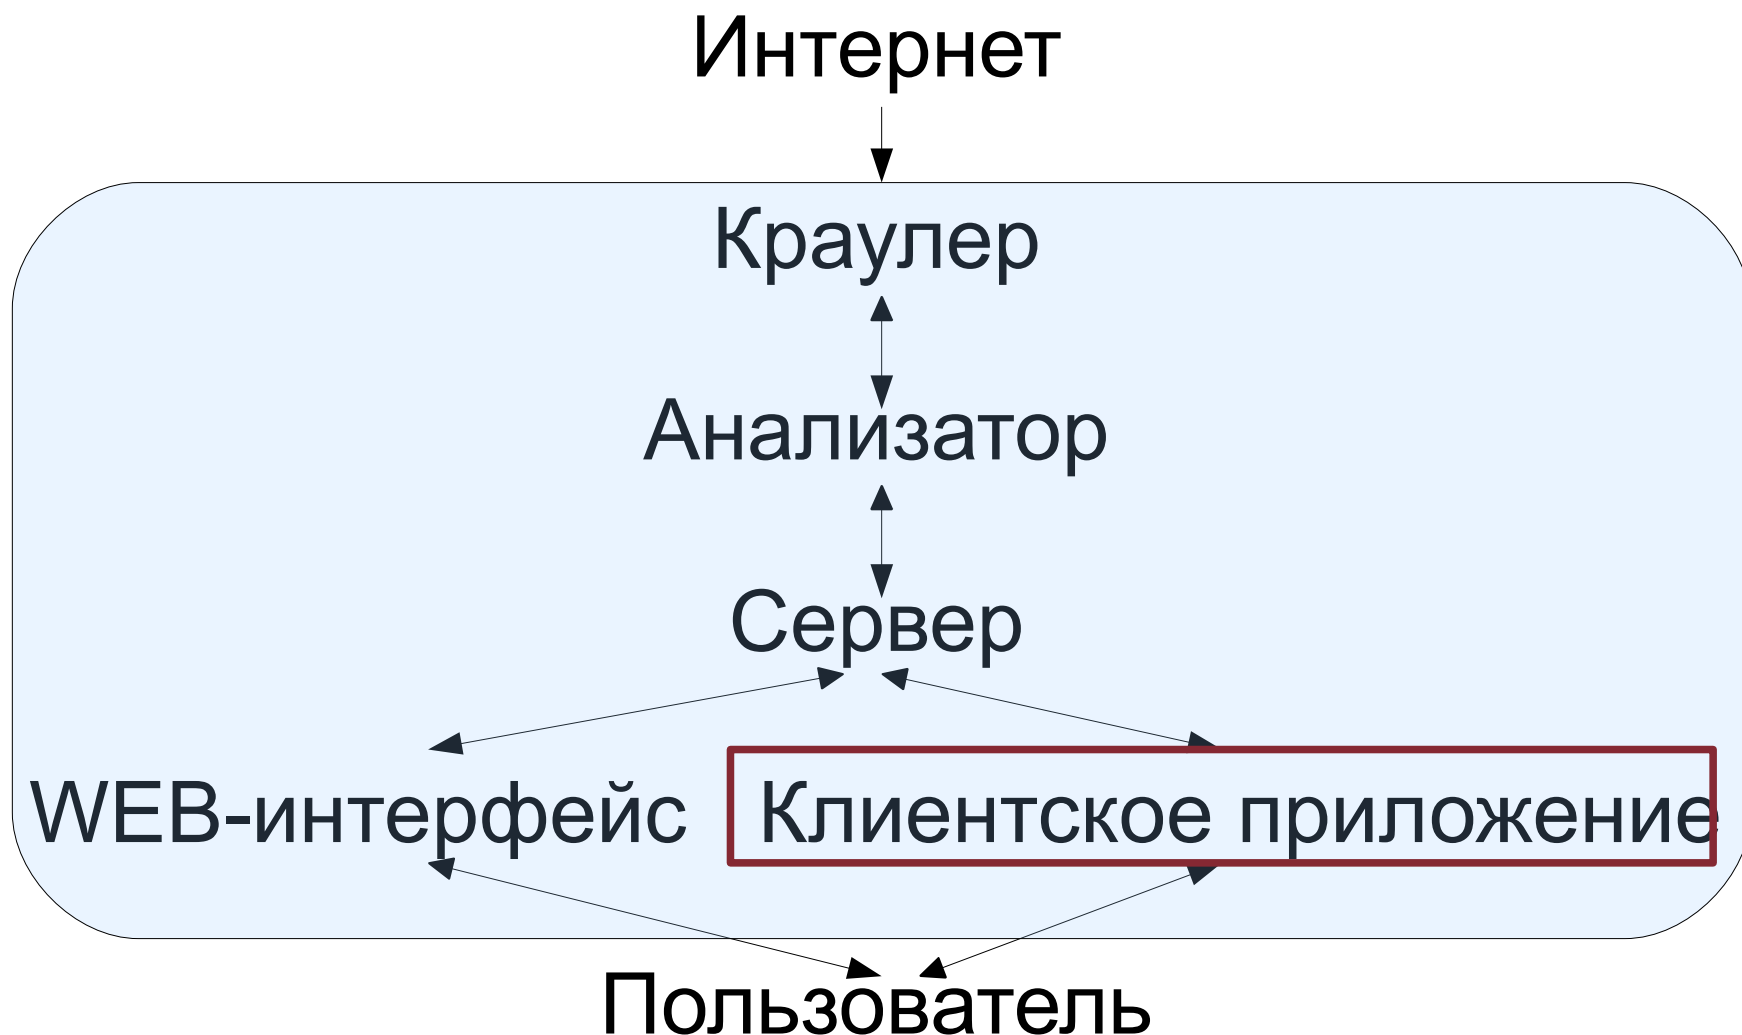 Интернет
Краулер
Анализатор
Сервер
WEB-интерфейс
Клиентское приложение
Пользователь